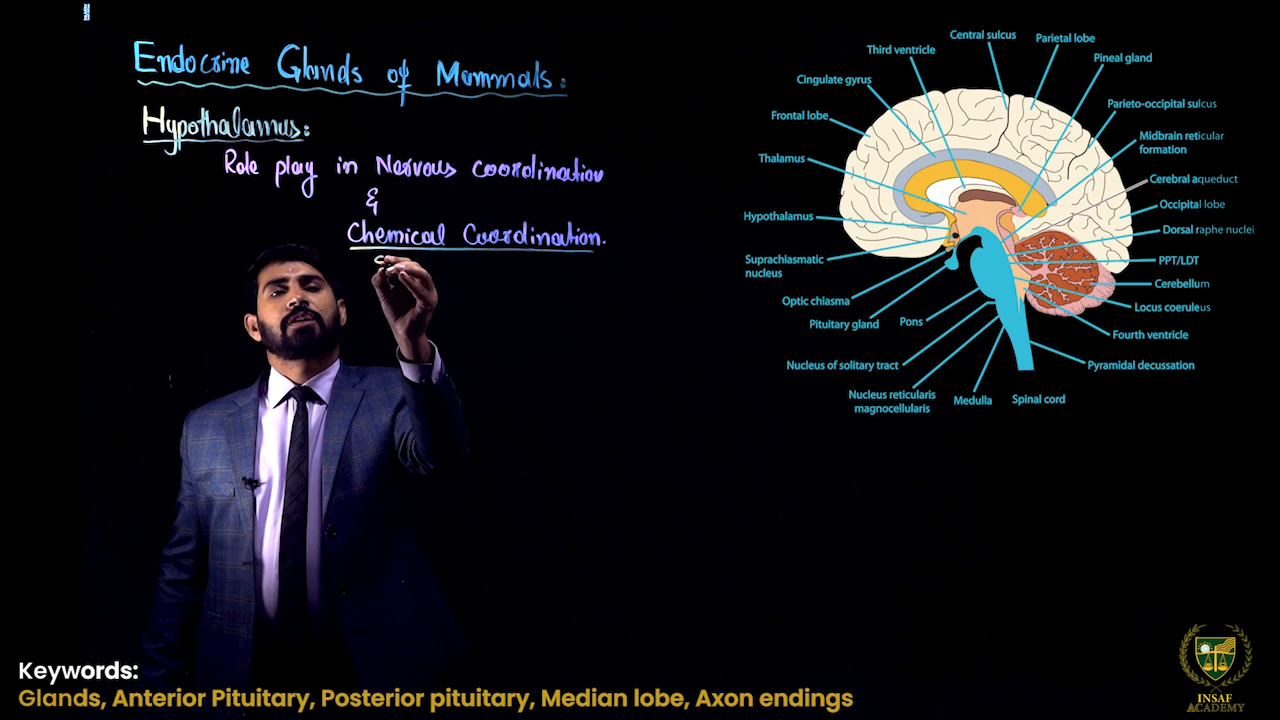 Endocrine Glands of Mammals:
Hypothalamus:
Role play in Nervous coordination
&
Chemical Coordination.
Central sulcus
Third ventricle
Parietal lobe
Pineal gland
Cingulate gyrus
Parieto-occipital sulcus
Frontal lobe
Midbrain reticular
formation
Thalamus
Cerebral aqueduct
Occipital lobe
Hypothalamus
Dorsal raphe nuclei
Suprachiasmatic
nucleus
PPT/LDT
Cerebellum
Optic chiasma
Locus coeruleus
Pituitary gland
Pons
Fourth ventricle
Nucleus of solitary tract
Pyramidal decussation
Nucleus reticularis
magnocellularis
Medulla
Spinal cord
Keywords:
Glands, Anterior Pituitary, Posterior pituitary, Median lobe, Axon endings
INSAF
ACADEMY